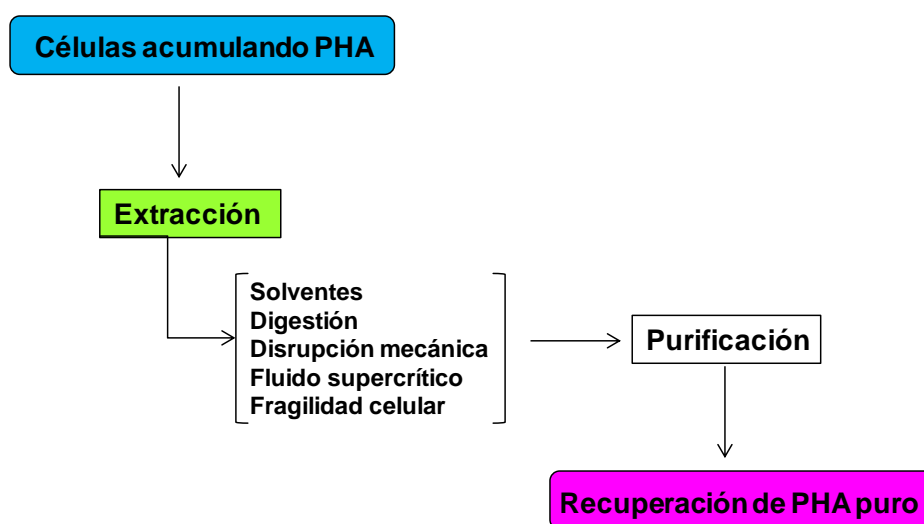 Células acumulando PHA
Extracción
Solventes
Digestión
Disrupción mecánica
Fluido supercrítico
Fragilidad celular
Purificación
Recuperación de PHA puro